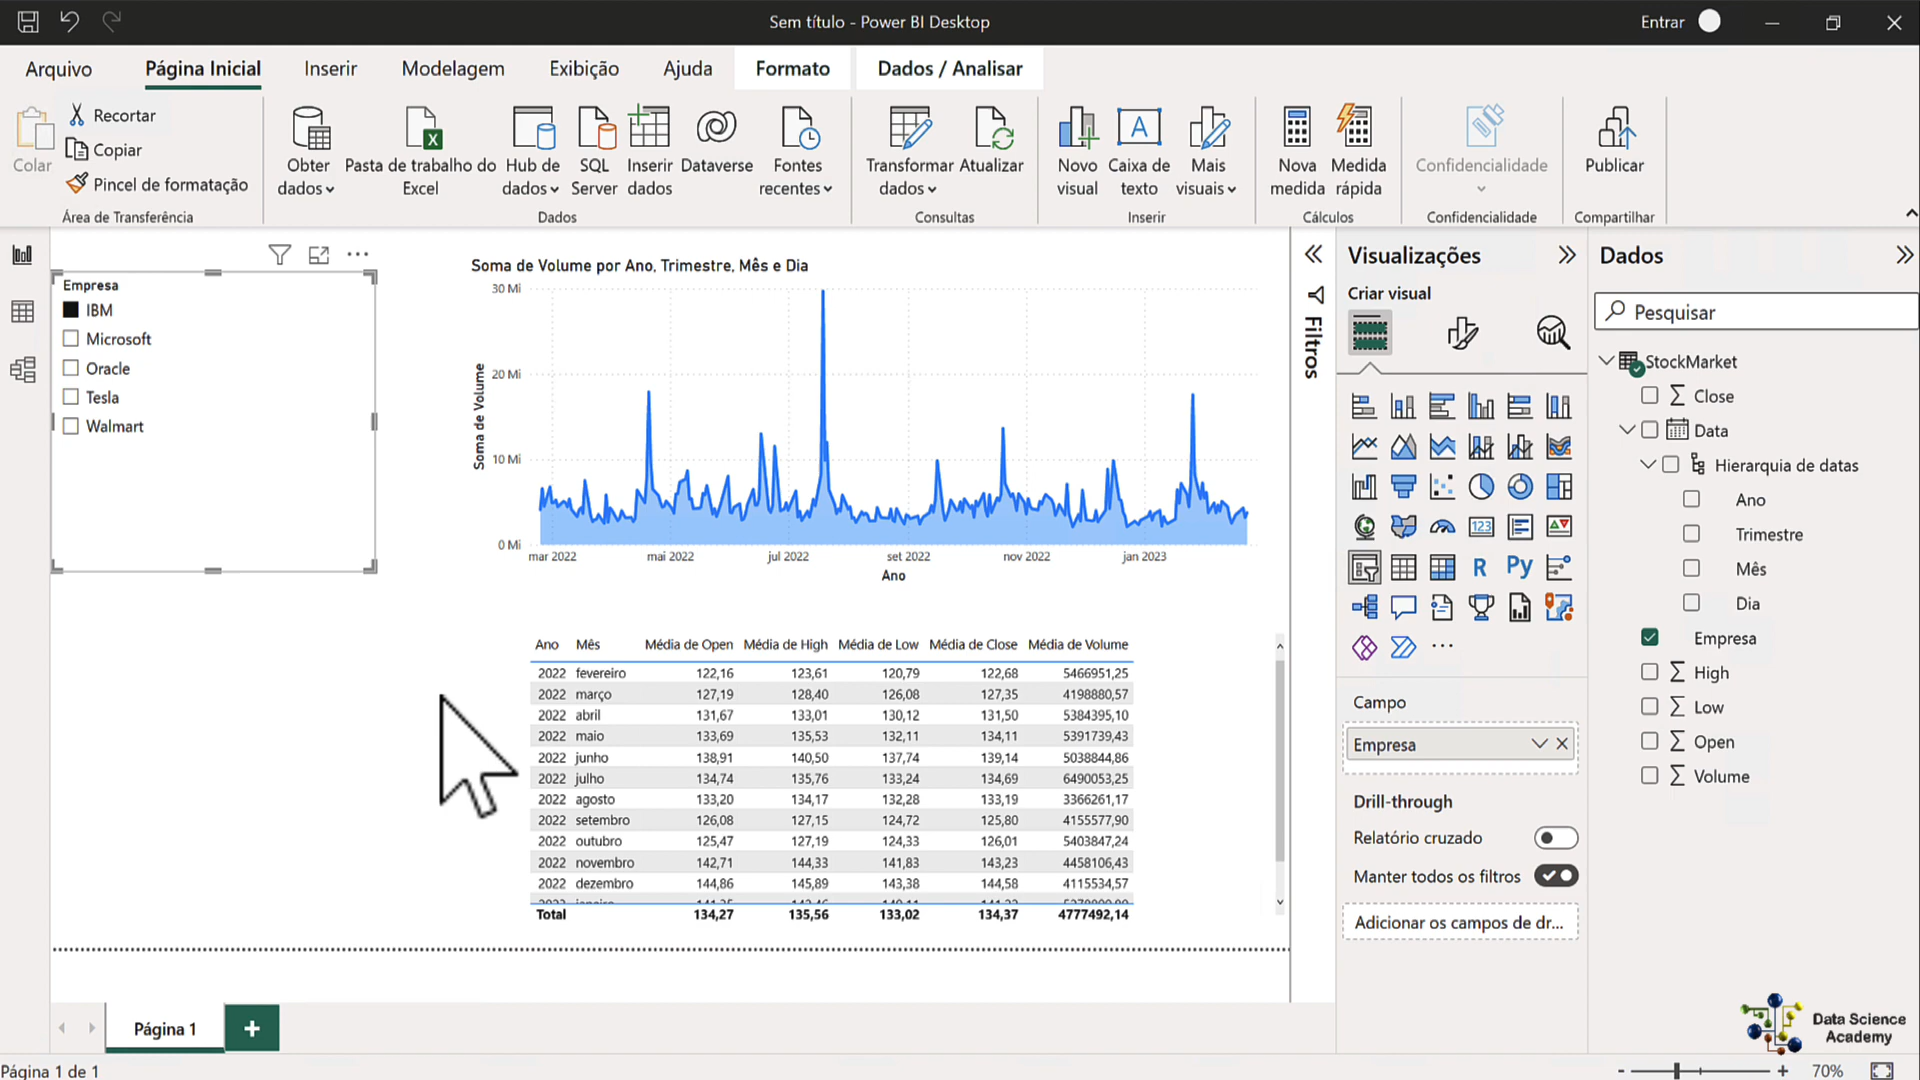 Sem título - Power BI Desktop
Entrar
Arquivo
Página Inicial
Inserir
Modelagem
Exibição
Ajuda
Formato
Dados / Analisar
Colar
Recortar
Copiar
Pincel de formatação
Área de Transferência
Obter dados
Pasta de trabalho do Excel
Hub de dados
SQL Server
Inserir dados
Dataverse
Fontes recentes
Dados
Transformar dados
Atualizar
Consultas
Novo visual
Caixa de texto
Mais visuais
Inserir
Nova medida
Medida rápida
Cálculos
Confidencialidade
Confidencialidade
Publicar
Compartilhar
Empresa
IBM
Microsoft
Oracle
Tesla
Walmart
Soma de Volume por Ano, Trimestre, Mês e Dia
Soma de Volume
30 Mi
20 Mi
10 Mi
0 Mi
mar 2022 mai 2022 jul 2022 set 2022 nov 2022 jan 2023
Ano
Ano Mês Média de Open Média de High Média de Low Média de Close Média de Volume
2022 fevereiro 122,16 123,61 120,79 122,68 5466951,25
2022 março 127,19 128,40 126,08 127,35 4198880,57
2022 abril 131,67 133,01 130,12 131,50 5384395,10
2022 maio 133,69 135,53 132,11 134,11 5391739,43
2022 junho 138,91 140,50 137,74 139,14 5038844,86
2022 julho 134,74 135,76 133,24 134,69 6490053,25
2022 agosto 133,20 134,17 132,28 133,19 3366261,17
2022 setembro 126,08 127,15 124,72 125,80 4155577,90
2022 outubro 125,47 127,19 124,33 126,01 5403847,24
2022 novembro 142,71 144,33 141,83 143,23 4458106,43
2022 dezembro 144,86 145,89 143,38 144,58 4115534,57
Total 134,27 135,56 133,02 134,37 4777492,14
Filtros
Visualizações
Criar visual
123
R
Py
Campo
Empresa
Drill-through
Relatório cruzado
Manter todos os filtros
Adicionar os campos de dr...
Dados
Pesquisar
StockMarket
Close
Data
Hierarquia de datas
Ano
Trimestre
Mês
Dia
Empresa
High
Low
Open
Volume
Data Science
Academy
Página 1
Página 1 de 1
70%